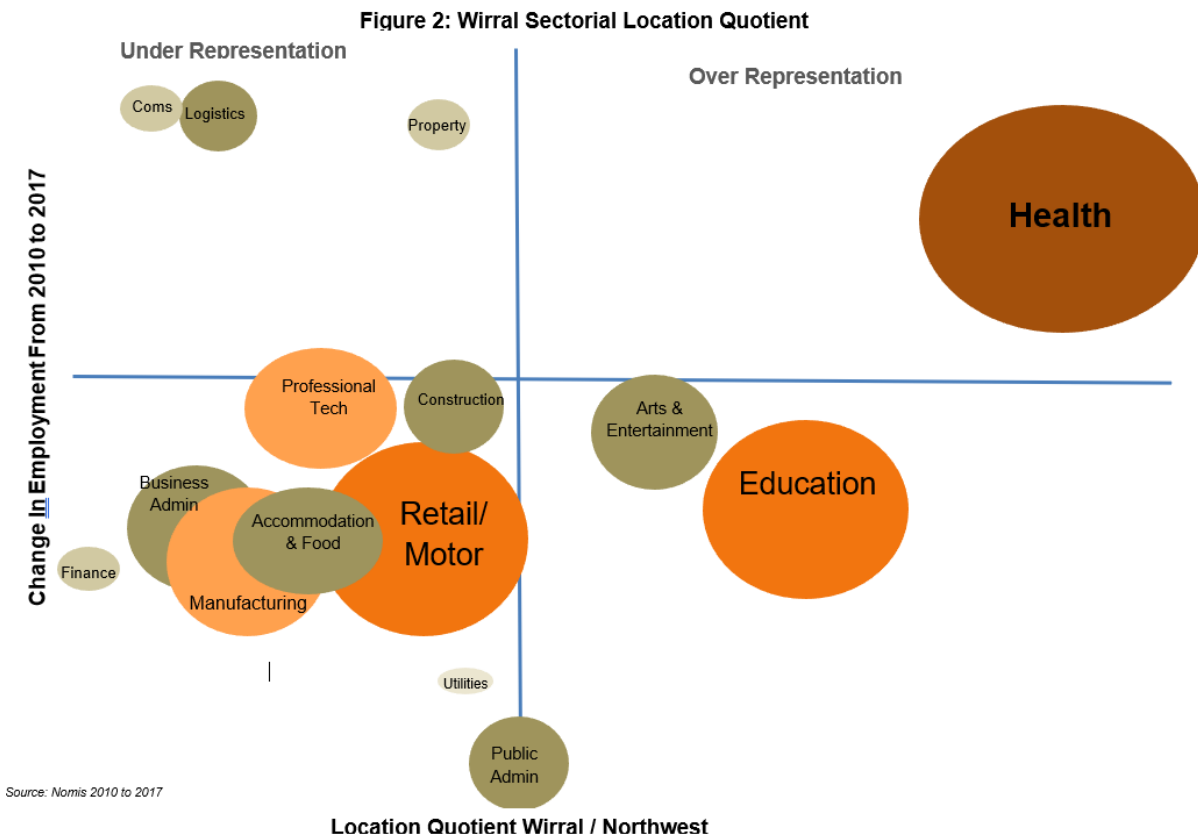 Figure 2: Wirral Sectorial Location Quotient
Under Representation
Over Representation
Coms
Logistics
Property
Health
Change In Employment From 2010 to 2017
Professional
Tech
Construction
Arts &
Entertainment
Education
Business
Admin
Accommodation
& Food
Retail/
Motor
Finance
Manufacturing
Utilities
Public
Admin
Source: Nomis 2010 to 2017
Location Quotient Wirral / Northwest